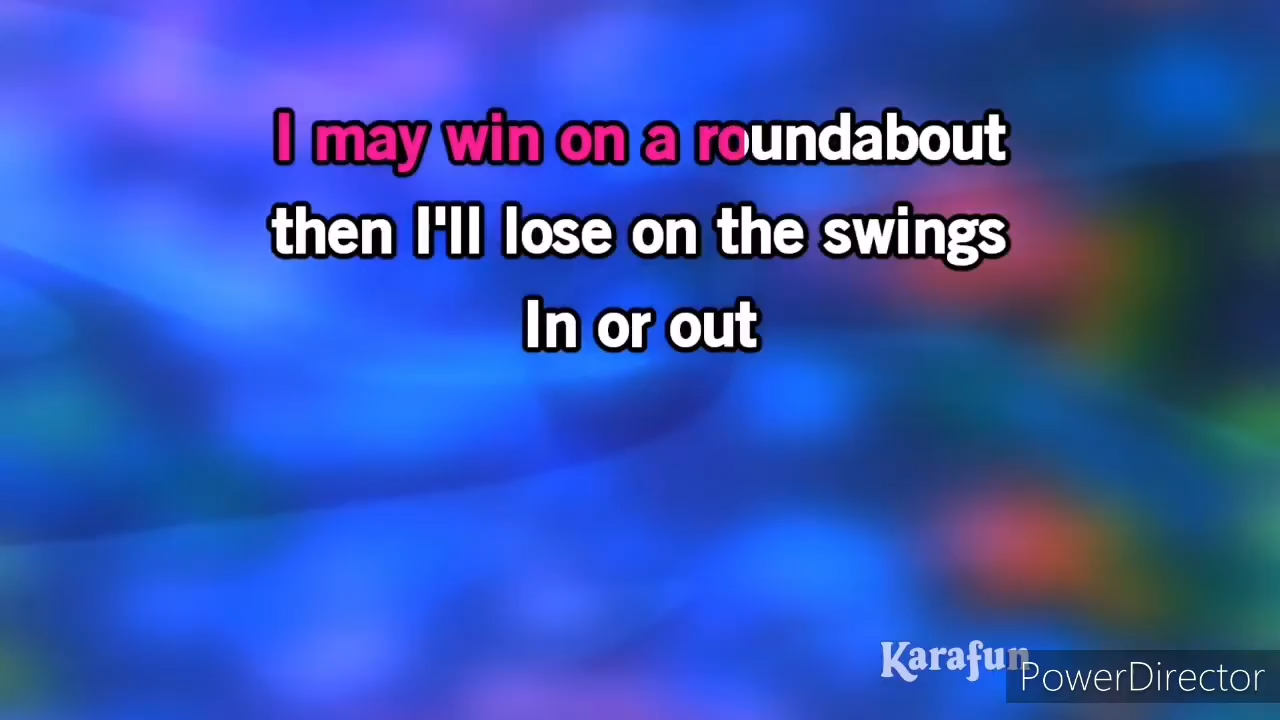 I may win on a roundabout
then I'll lose on the swings
In or out
Karafun
PowerDirector